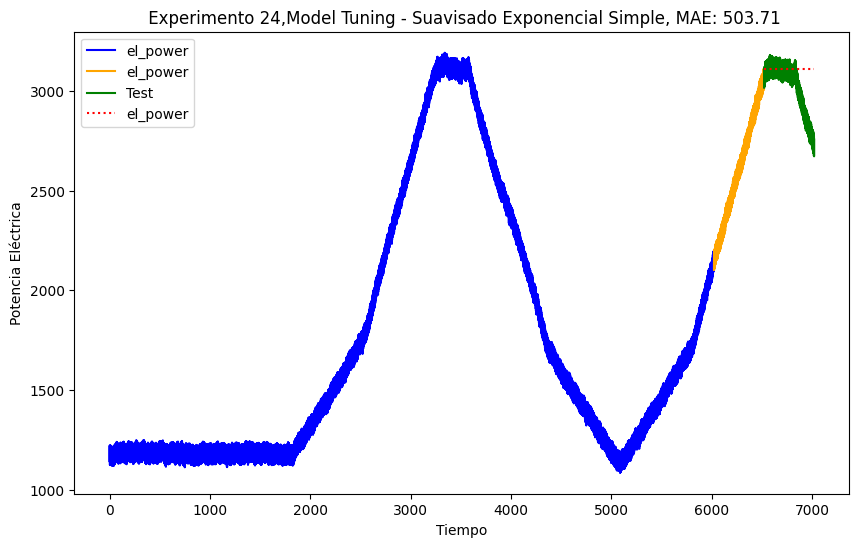 Experimento 24,Model Tuning - Suavisado Exponencial Simple, MAE: 503.71
el_power
el_power
Test
el_power
3000
2500
2000
1500
1000
Potencia Eléctrica
0 1000 2000 3000 4000 5000 6000 7000
Tiempo